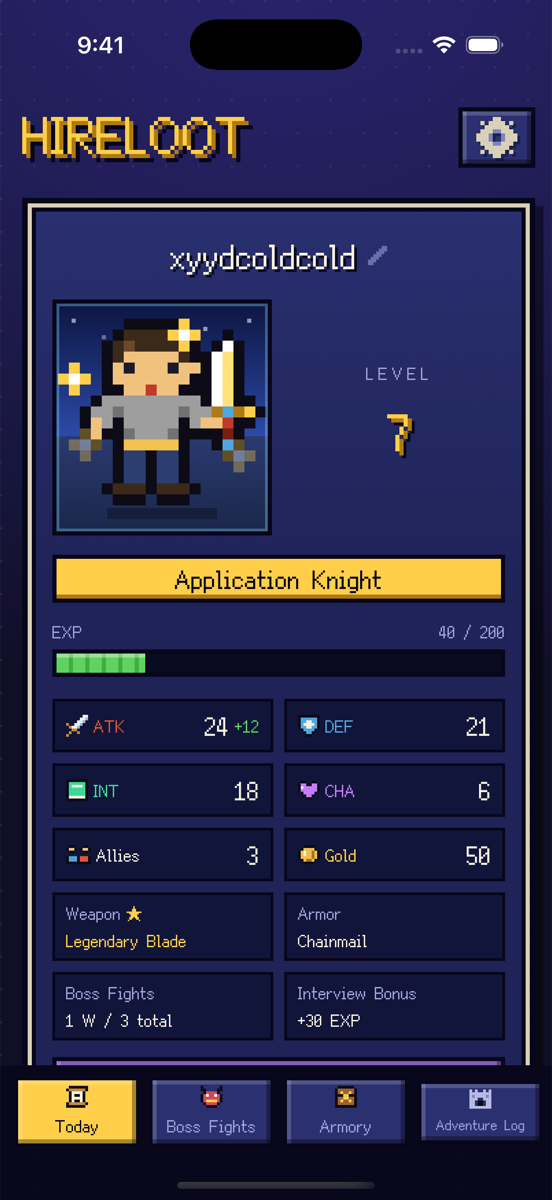 9:41
HIRELOOT
xyydcoldcold
LEVEL
7
Application Knight
EXP 40 / 200
ATK 24 +12 DEF 21
INT 18 CHA 6
Allies 3 Gold 50
Weapon Armor
Legendary Blade Chainmail
Boss Fights Interview Bonus
1 W / 3 total +30 EXP
Today Boss Fights Armory Adventure Log